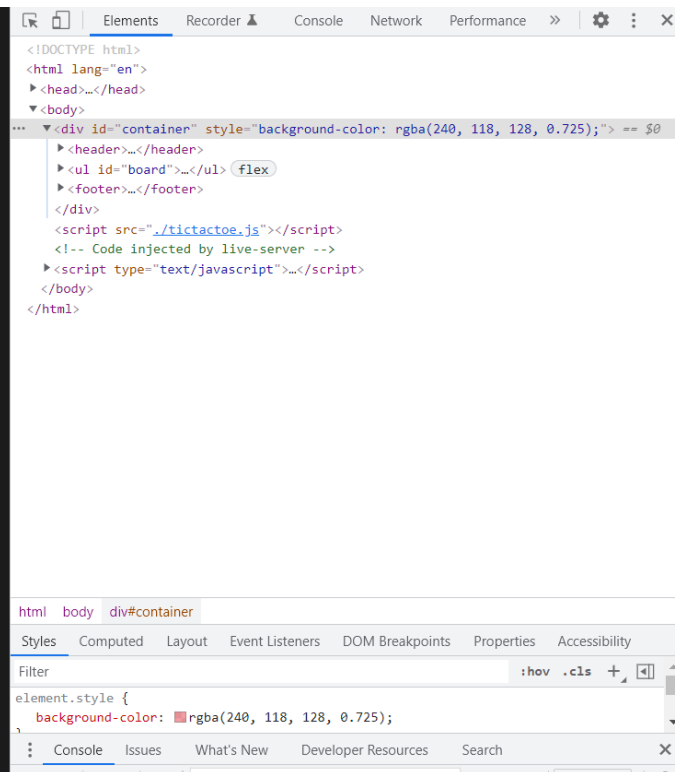 Elements Recorder Console Network Performance »
<!DOCTYPE html>
<html lang="en">
<head>…</head>
<body>
<div id="container" style="background-color: rgba(240, 118, 128, 0.725);"> == $0
<header>…</header>
<ul id="board">…</ul> flex
<footer>…</footer>
</div>
<script src="./tictactoe.js"></script>
<!-- Code injected by live-server -->
<script type="text/javascript">…</script>
</body>
</html>
html body div#container
Styles Computed Layout Event Listeners DOM Breakpoints Properties Accessibility
Filter :hov .cls +
element.style {
background-color: rgba(240, 118, 128, 0.725);
Console Issues What's New Developer Resources Search